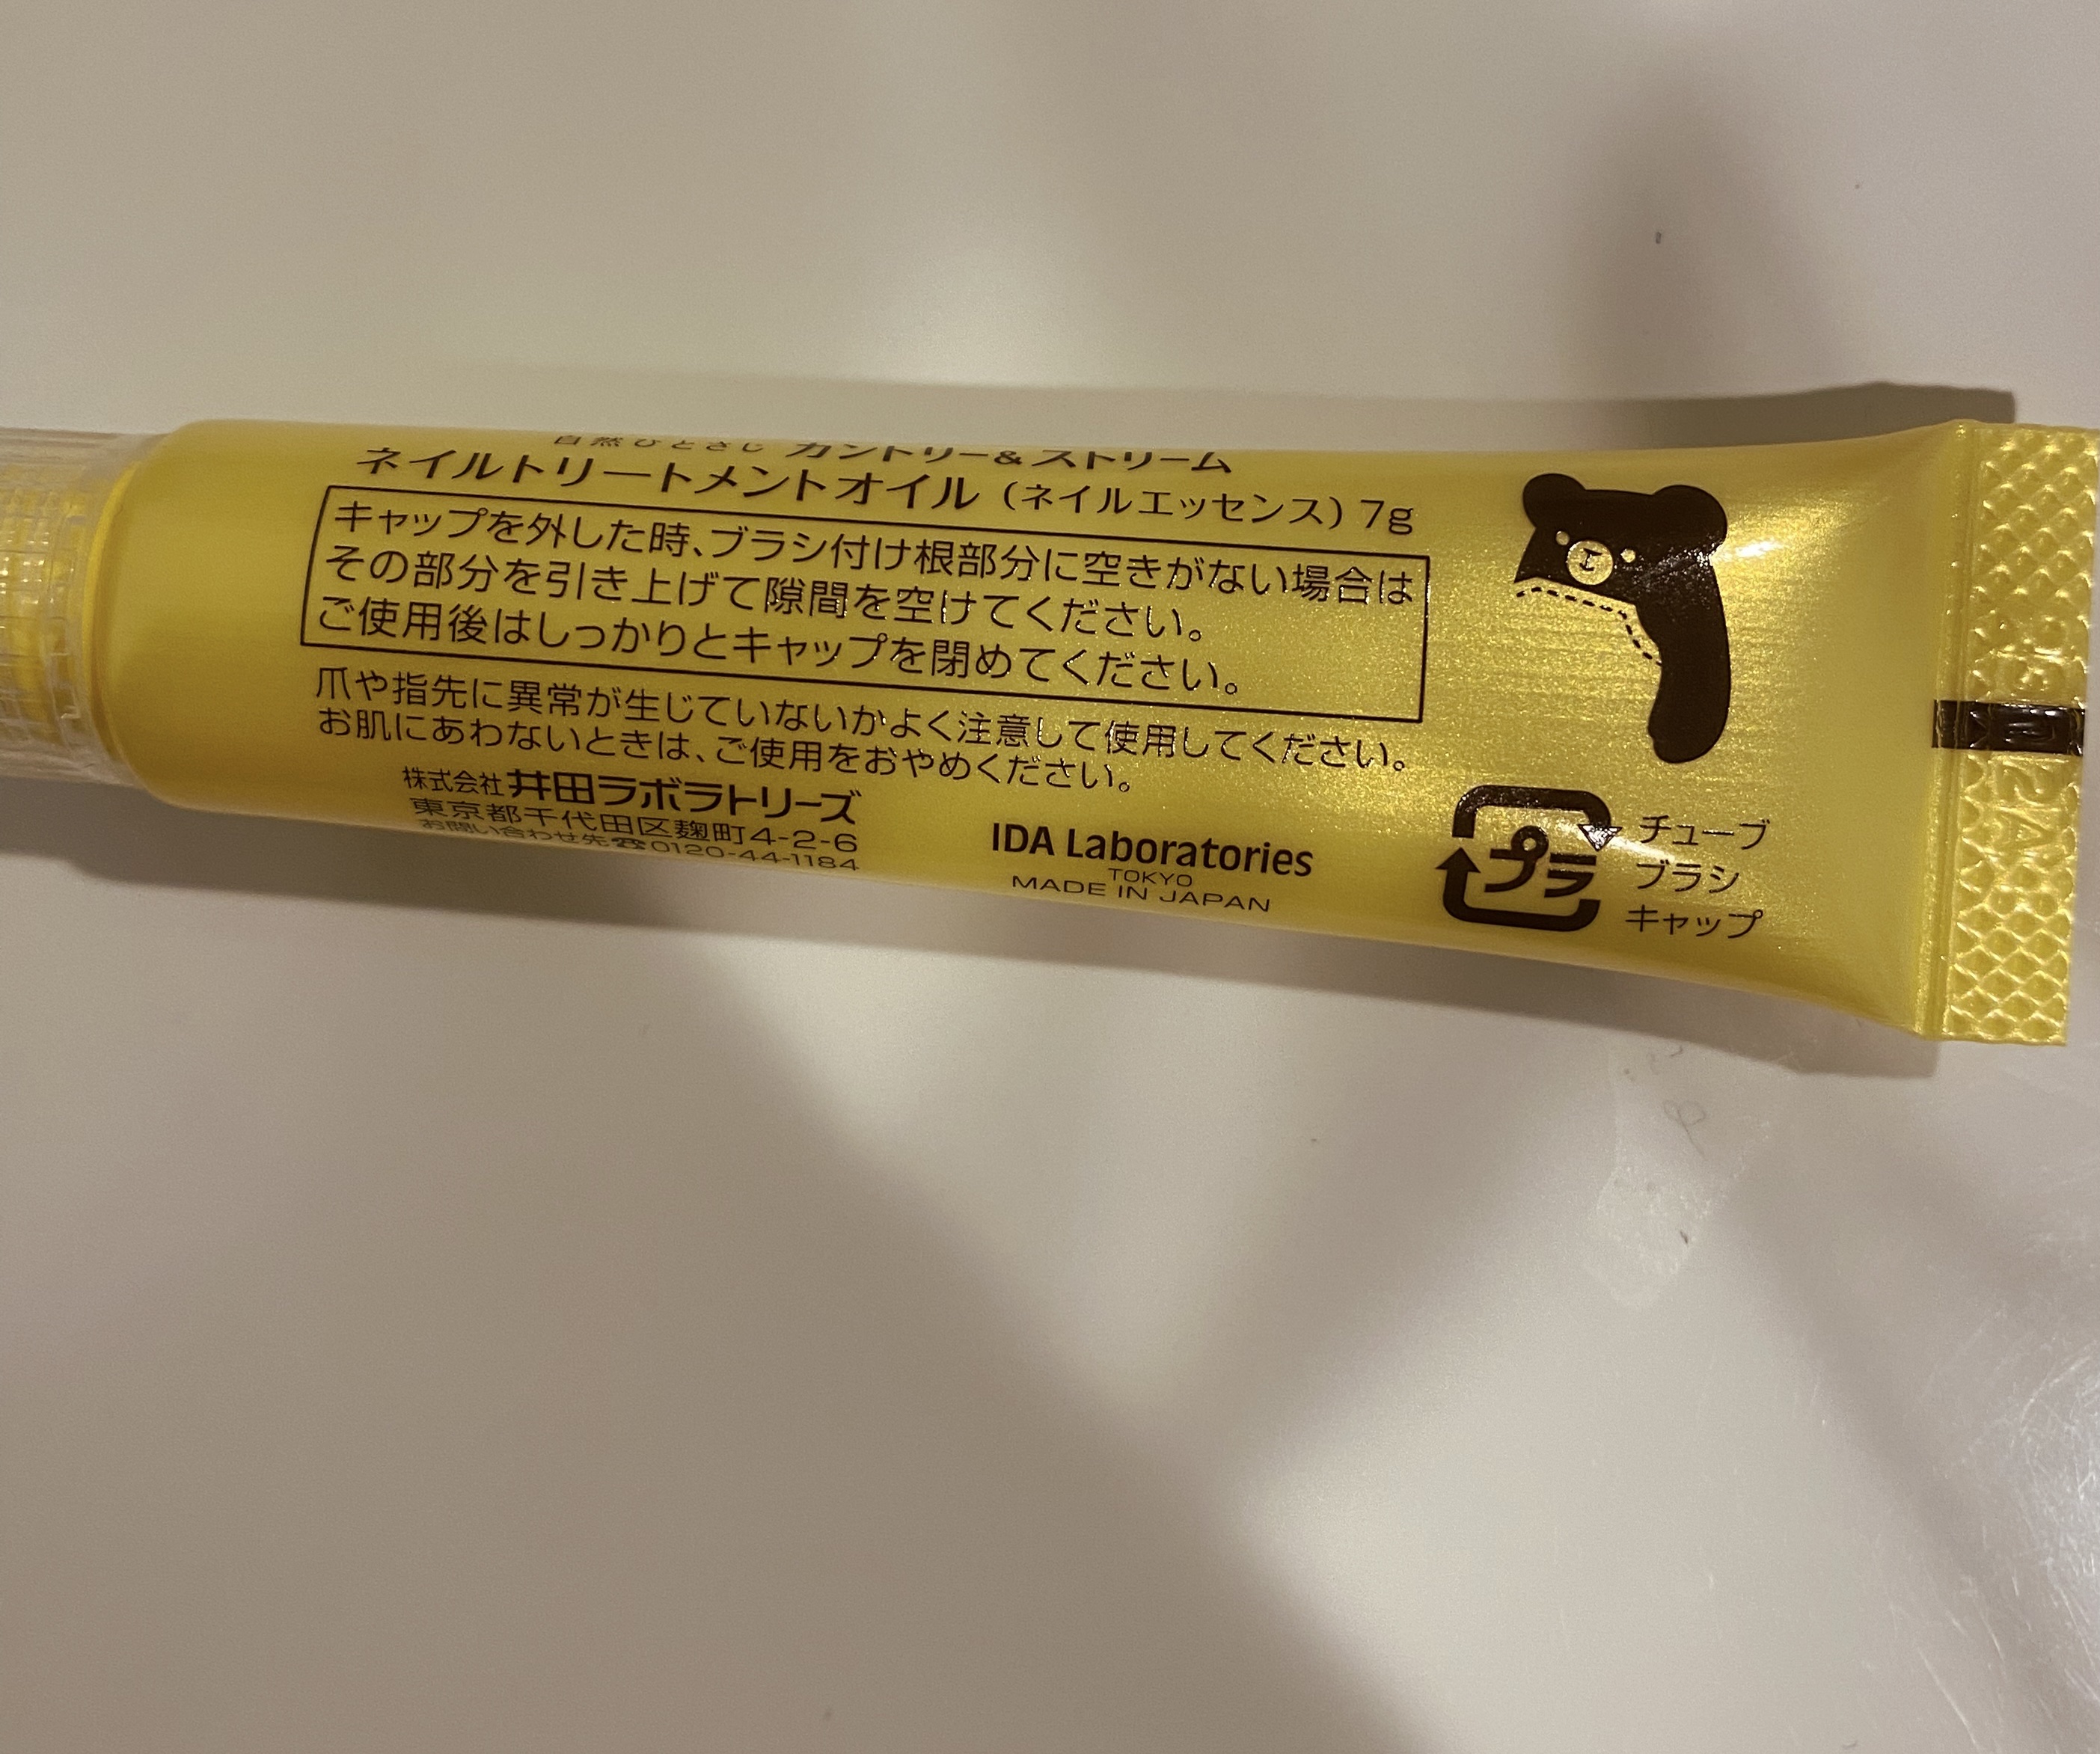 自然ひとさじ カントリー&ストリーム
ネイルトリートメントオイル (ネイルエッセンス) 7g
キャップを外した時、ブラシ付け根部分に空きがない場合は
その部分を引き上げて隙間を空けてください。
ご使用後はしっかりとキャップを閉めてください。
爪や指先に異常が生じていないかよく注意して使用してください。
お肌にあわないときは、ご使用をおやめください。
株式会社 井田ラボラトリーズ
東京都千代田区麹町4-2-6
お問い合わせ先☎0120-44-1184
IDA Laboratories
TOKYO
MADE IN JAPAN
プラ
チューブ
ブラシ
キャップ